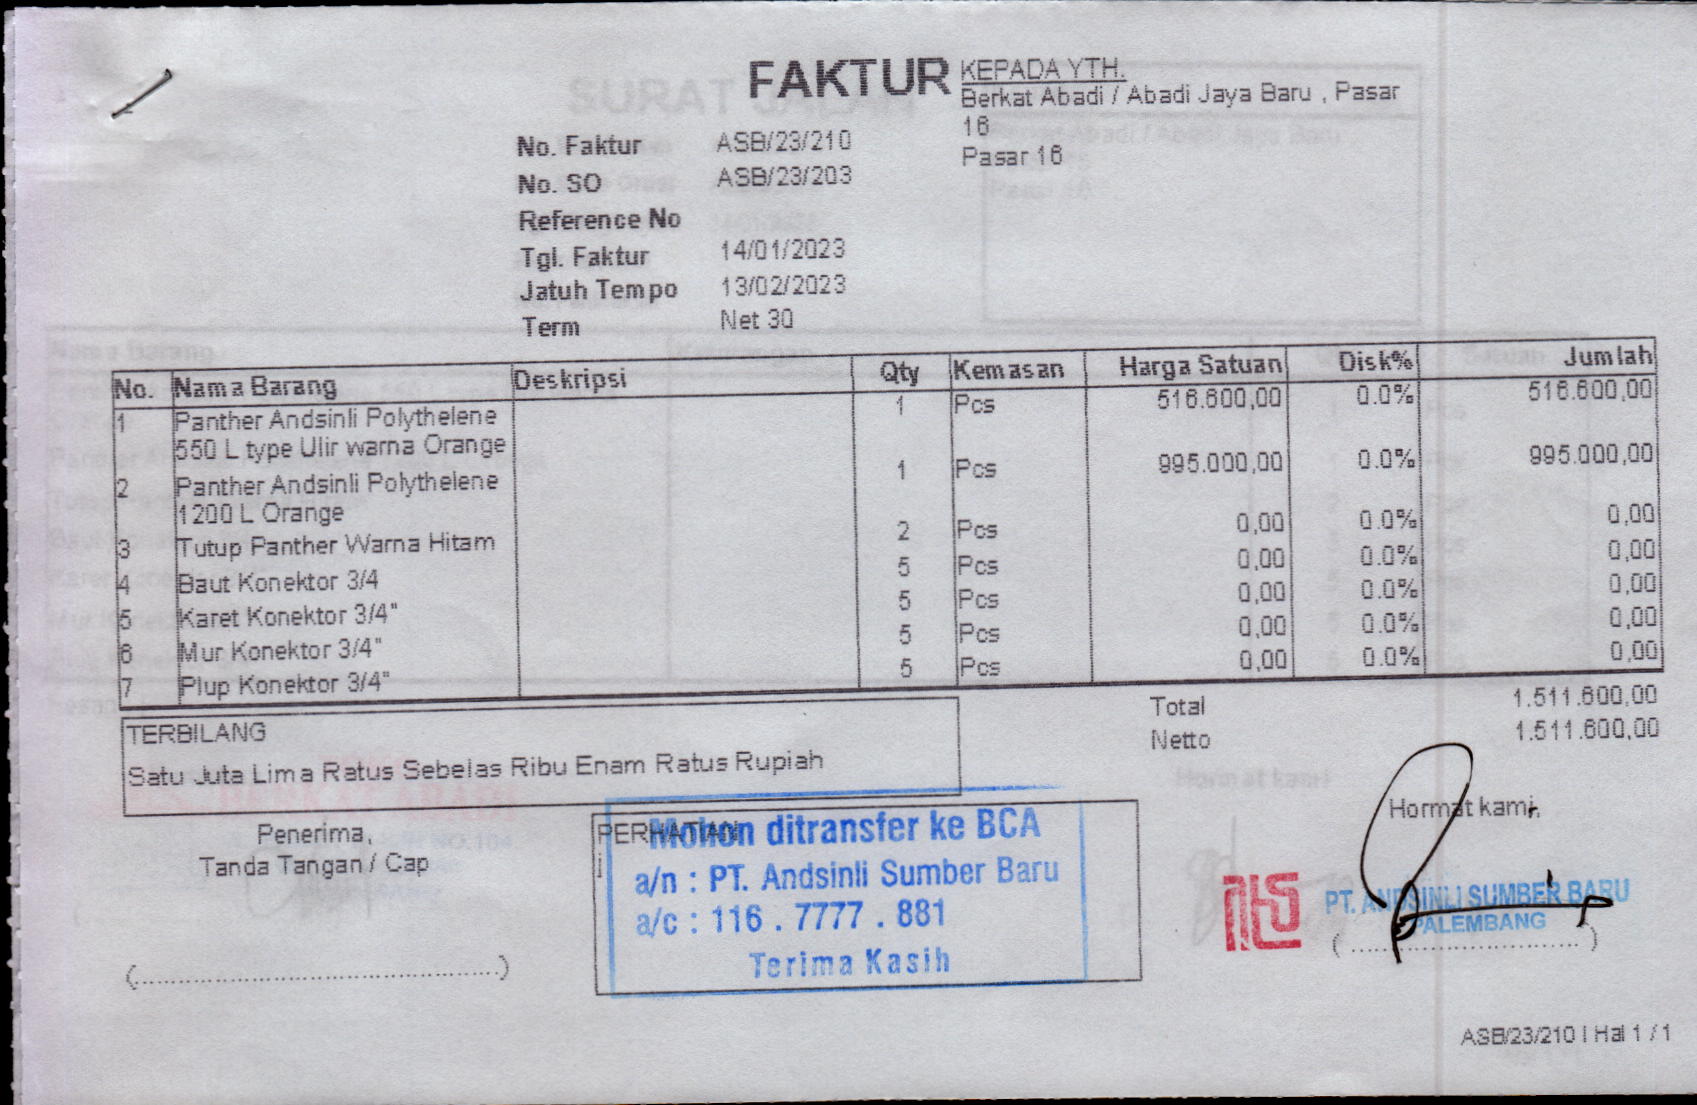 FAKTUR
KEPADA YTH.
Berkat Abadi / Abadi Jaya Baru , Pasar
16
Pasar 16
No. Faktur ASB/23/210
No. SO ASB/23/203
Reference No
Tgl. Faktur 14/01/2023
Jatuh Tempo 13/02/2023
Term Net 30
No. Nama Barang Deskripsi Qty Kemasan Harga Satuan Disk% Jumlah
1 Panther Andsinli Polythelene 1 Pcs 516.600,00 0.0% 516.600,00
550 L type Ulir warna Orange
2 Panther Andsinli Polythelene 1 Pcs 995.000,00 0.0% 995.000,00
1200 L Orange
3 Tutup Panther Warna Hitam 2 Pcs 0,00 0.0% 0,00
4 Baut Konektor 3/4 5 Pcs 0,00 0.0% 0,00
5 Karet Konektor 3/4" 5 Pcs 0,00 0.0% 0,00
6 Mur Konektor 3/4" 5 Pcs 0,00 0.0% 0,00
7 Plup Konektor 3/4" 5 Pcs 0,00 0.0% 0,00
Total 1.511.600,00
Netto 1.511.600,00
TERBILANG
Satu Juta Lima Ratus Sebelas Ribu Enam Ratus Rupiah
Penerima,
Tanda Tangan / Cap
(..........)
PERHATIAN
Mohon ditransfer ke BCA
a/n : PT. Andsinli Sumber Baru
a/c : 116 . 7777 . 881
Terima Kasih
Hormat kami,
PT. ANDSINLI SUMBER BARU
PALEMBANG
(..........)
ASB/23/210 | Hal 1 / 1